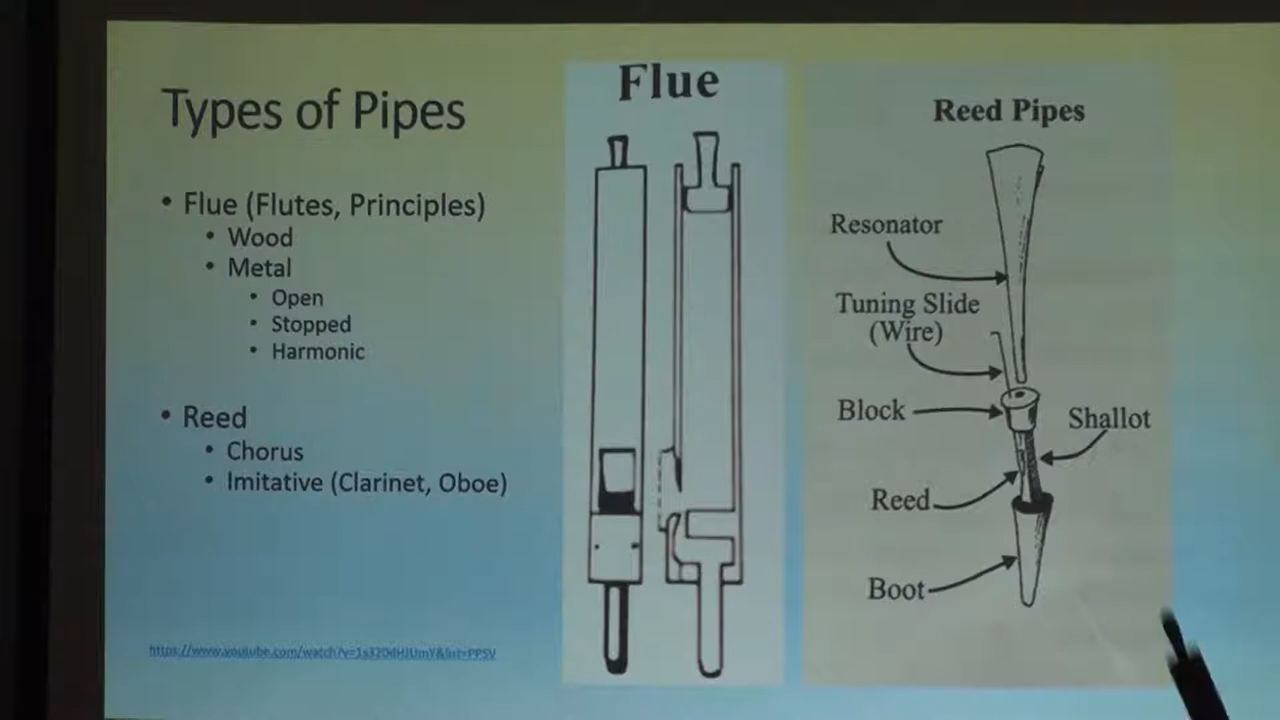 Types of Pipes
• Flue (Flutes, Principles)
• Wood
• Metal
• Open
• Stopped
• Harmonic
• Reed
• Chorus
• Imitative (Clarinet, Oboe)
Flue
Reed Pipes
Resonator
Tuning Slide
(Wire)
Block
Shallot
Reed
Boot